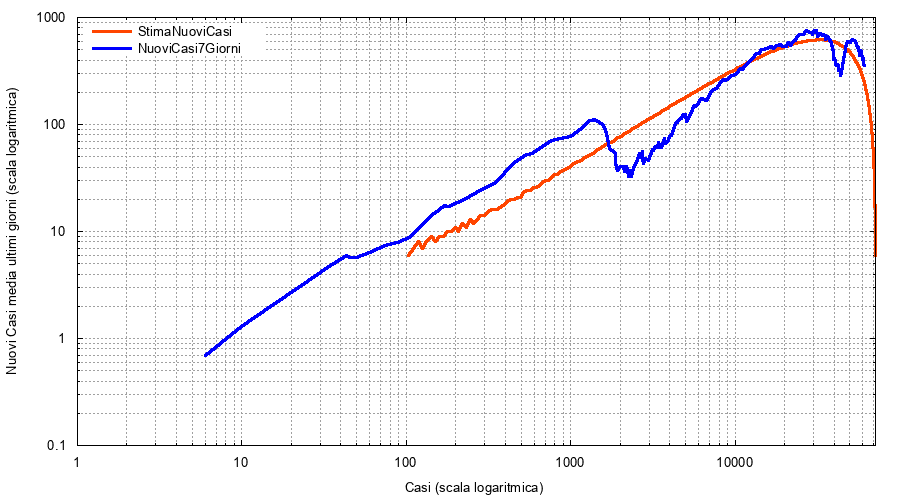 1000
100
10
1
0.1
Nuovi Casi media ultimi giorni (scala logaritmica)
StimaNuoviCasi
NuoviCasi7Giorni
1
10
100
1000
10000
Casi (scala logaritmica)